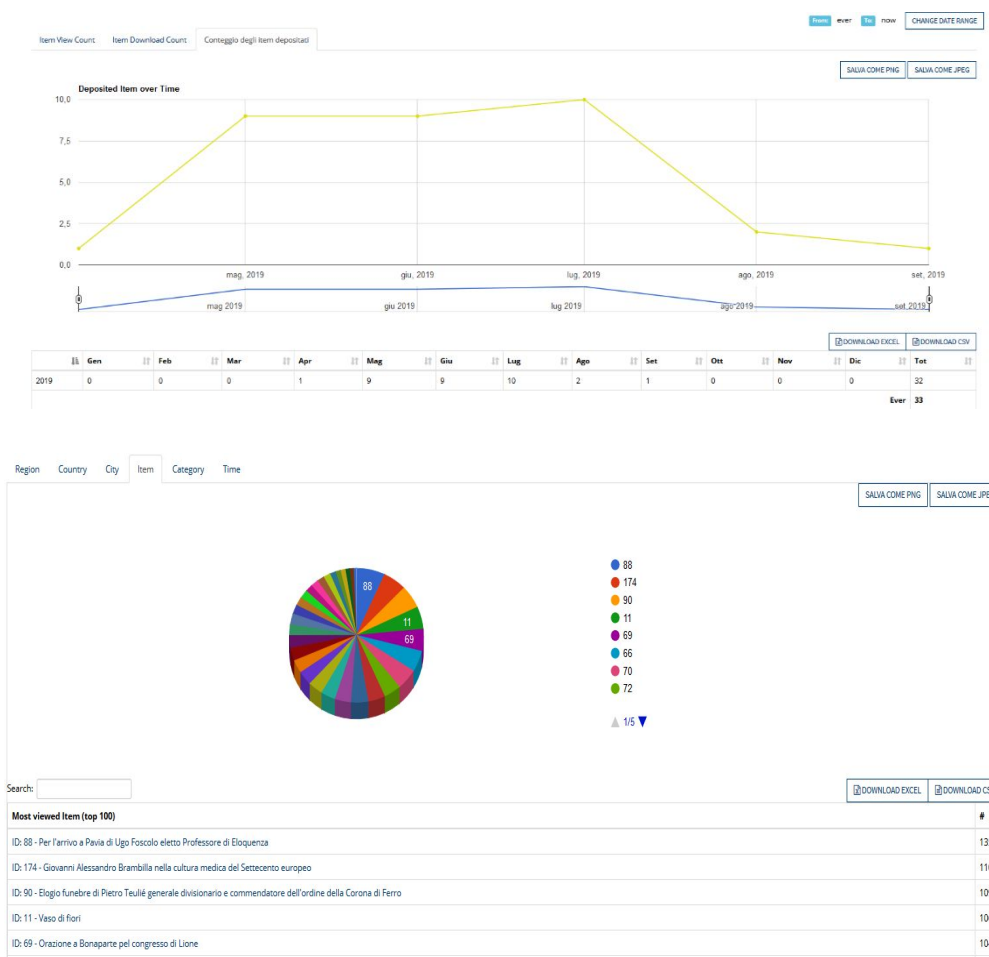 From ever To now CHANGE DATE RANGE
Item View Count Item Download Count Conteggio degli item depositati
SALVA COME PNG SALVA COME JPEG
Deposited Item over Time
10,0
7,5
5,0
2,5
0,0
mag, 2019 giu, 2019 lug, 2019 ago, 2019 set, 2019
mag 2019 giu 2019 lug 2019 ago 2019 set 2019
DOWNLOAD EXCEL DOWNLOAD CSV
Gen Feb Mar Apr Mag Giu Lug Ago Set Ott Nov Dic Tot
2019 0 0 0 1 9 9 10 2 1 0 0 0 32
Ever 33
Region Country City Item Category Time
SALVA COME PNG SALVA COME JPE
88
11
69
88
174
90
11
69
66
70
72
1/5
Search:
DOWNLOAD EXCEL DOWNLOAD CS
Most viewed Item (top 100) #
ID: 88 - Per l'arrivo a Pavia di Ugo Foscolo eletto Professore di Eloquenza
ID: 174 - Giovanni Alessandro Brambilla nella cultura medica del Settecento europeo
ID: 90 - Elogio funebre di Pietro Teulié generale divisionario e commendatore dell'ordine della Corona di Ferro
ID: 11 - Vaso di fiori
ID: 69 - Orazione a Bonaparte pel congresso di Lione